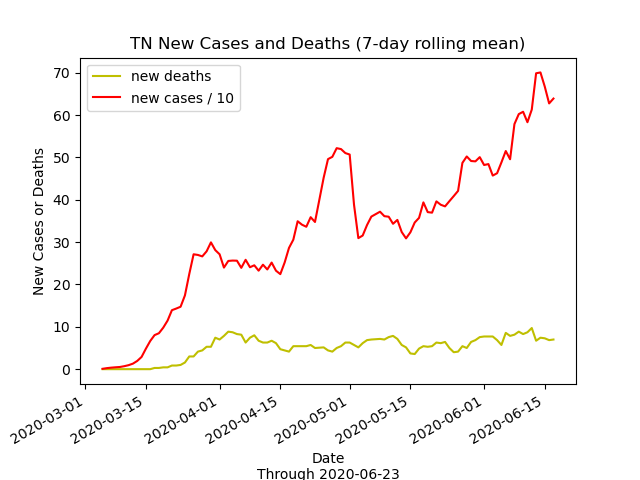 TN New Cases and Deaths (7-day rolling mean)
new deaths
new cases / 10
70
60
50
40
30
20
10
0
New Cases or Deaths
2020-03-01
2020-03-15
2020-04-01
2020-04-15
2020-05-01
2020-05-15
2020-06-01
2020-06-15
Date
Through 2020-06-23